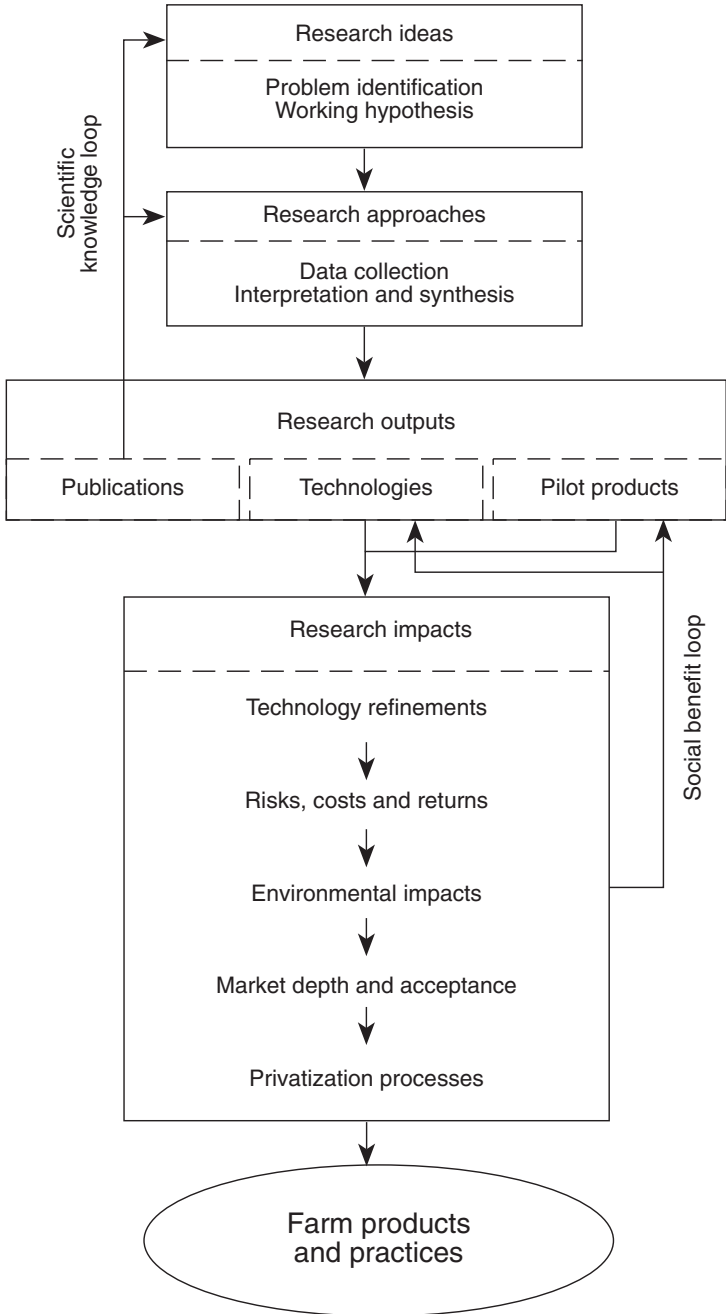 Research ideas
Problem identification
Working hypothesis
Scientific
knowledge loop
Research approaches
Data collection
Interpretation and synthesis
Research outputs
Publications
Technologies
Pilot products
Research impacts
Technology refinements
Risks, costs and returns
Environmental impacts
Market depth and acceptance
Privatization processes
Social benefit loop
Farm products
and practices